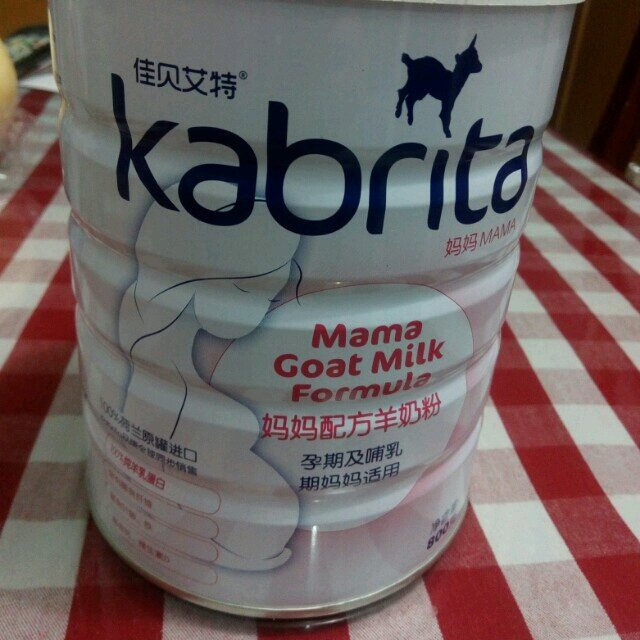 佳贝艾特®
kabrita
妈妈 MAMA
Mama
Goat Milk
Formula
妈妈配方羊奶粉
孕期及哺乳
期妈妈适用
100%荷兰原罐进口
800